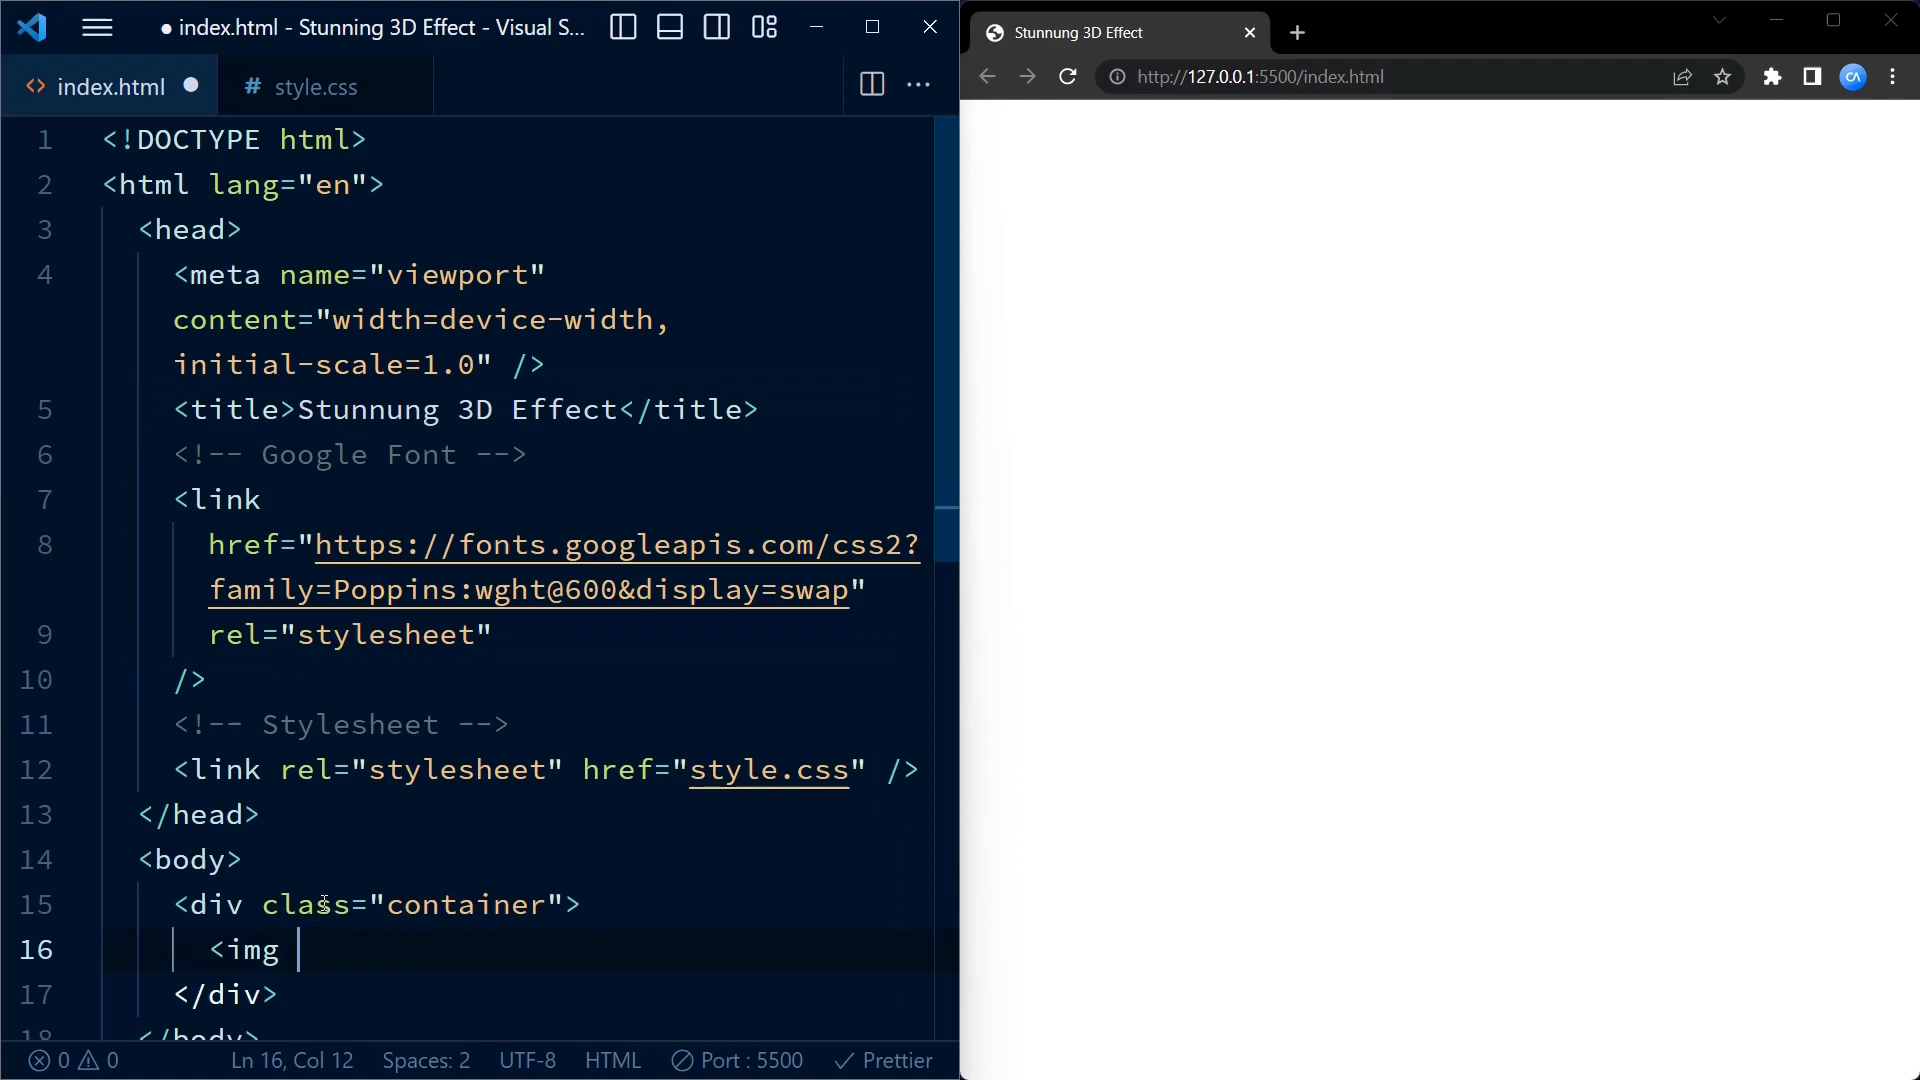 ● index.html - Stunning 3D Effect - Visual S...
<> index.html ●
# style.css
...
1 <!DOCTYPE html>
2 <html lang="en">
3 <head>
4 <meta name="viewport"
content="width=device-width,
initial-scale=1.0" />
5 <title>Stunnung 3D Effect</title>
6 <!-- Google Font -->
7 <link
8 href="https://fonts.googleapis.com/css2?
family=Poppins:wght@600&display=swap"
9 rel="stylesheet"
10 />
11 <!-- Stylesheet -->
12 <link rel="stylesheet" href="style.css" />
13 </head>
14 <body>
15 <div class="container">
16 <img
17 </div>
18 </body>
0 0 Ln 16, Col 12 Spaces: 2 UTF-8 HTML Port : 5500 Prettier
Stunnung 3D Effect
http://127.0.0.1:5500/index.html
CA